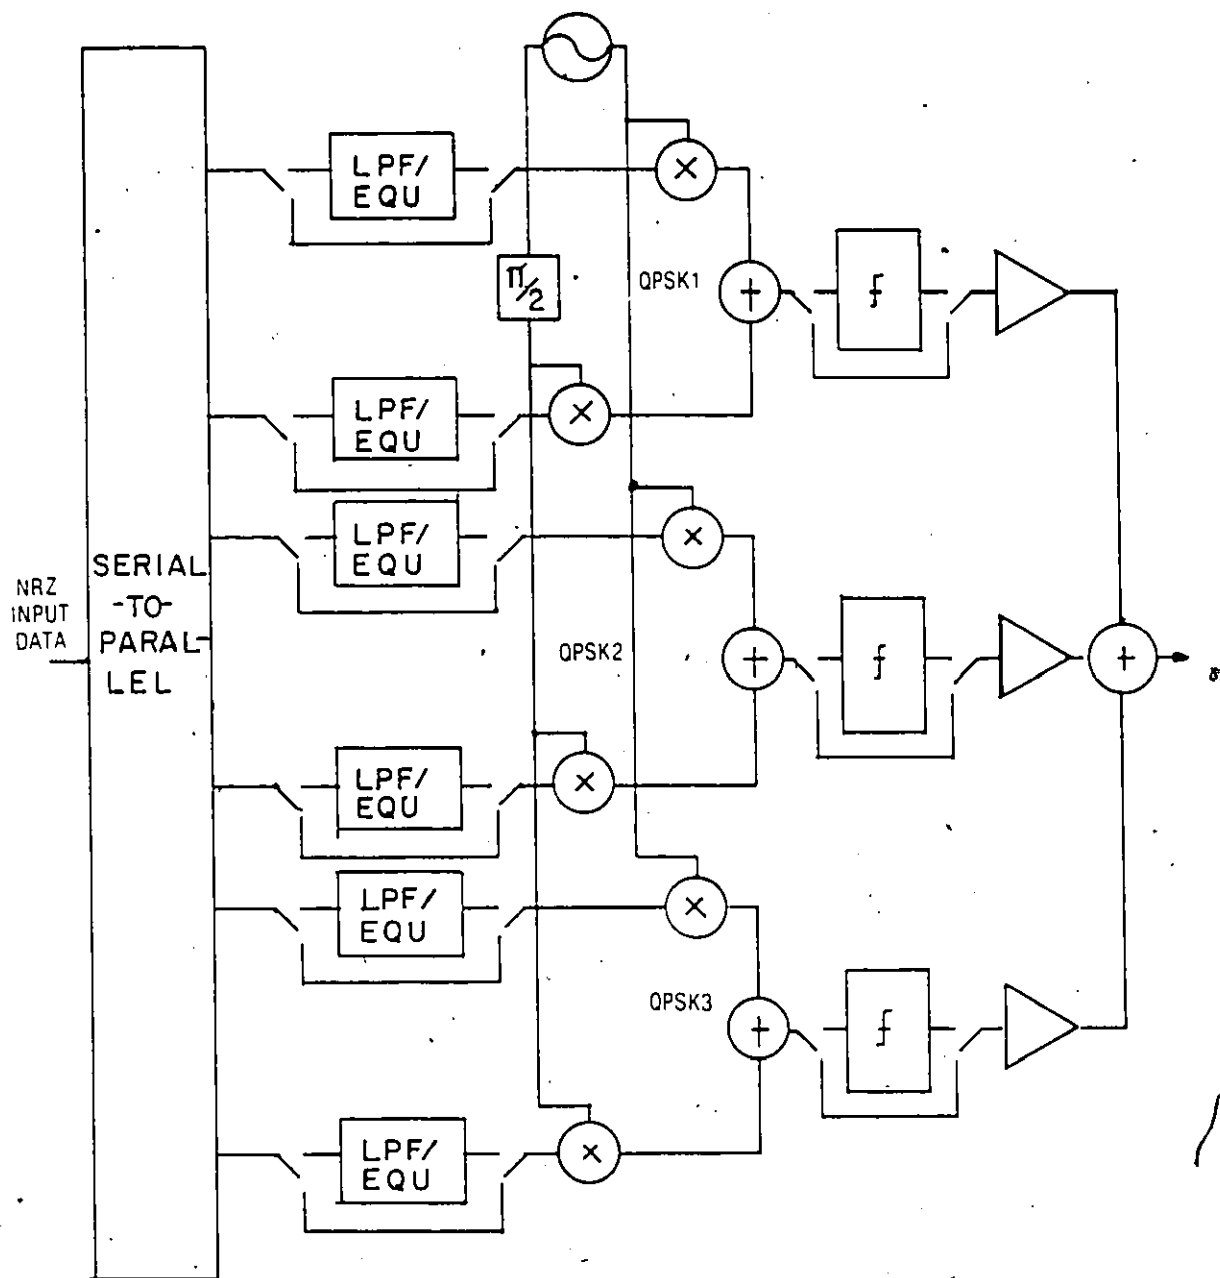 LPF/
EQU
π/2
QPSK1
+
LPF/
EQU
LPF/
EQU
NRZ
INPUT
DATA
SERIAL
-TO-
PARAL-
LEL
QPSK2
+
+
LPF/
EQU
LPF/
EQU
QPSK3
+
LPF/
EQU